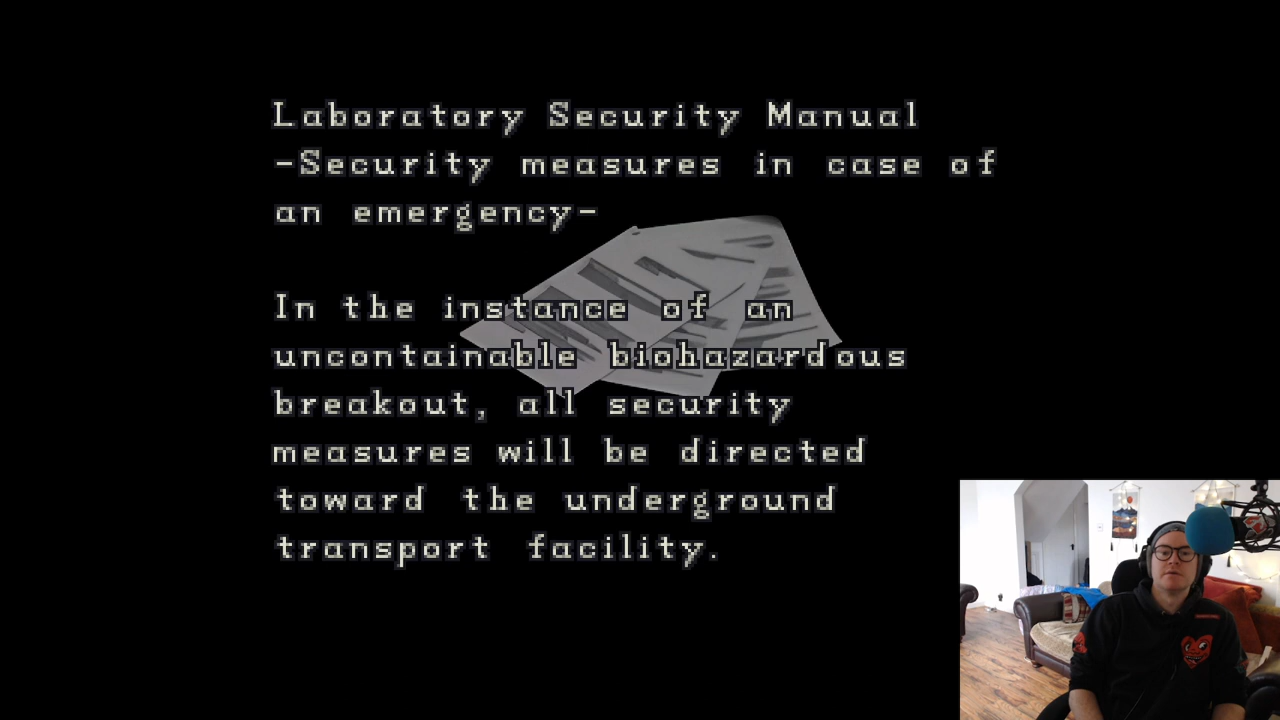 Laboratory Security Manual
-Security measures in case of
an emergency-
In the instance of an
uncontainable biohazardous
breakout, all security
measures will be directed
toward the underground
transport facility.